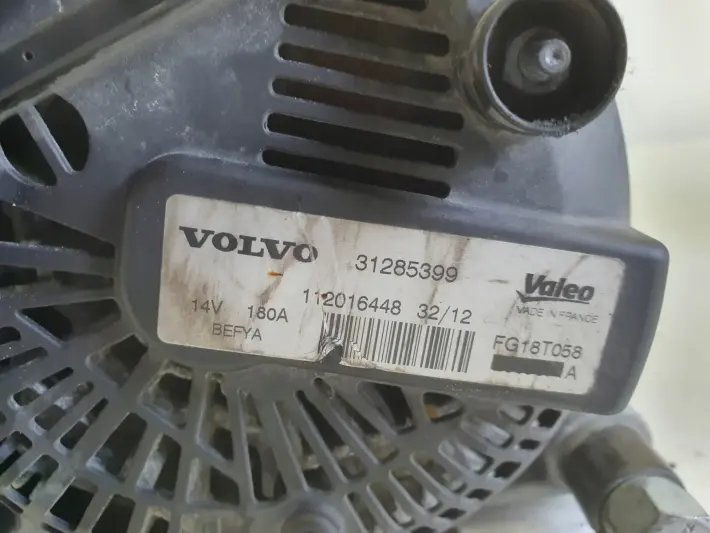 VOLVO 31285399
Valeo
MADE IN FRANCE
14V 180A 112016448 32/12
BEFYA
FG18T058
A